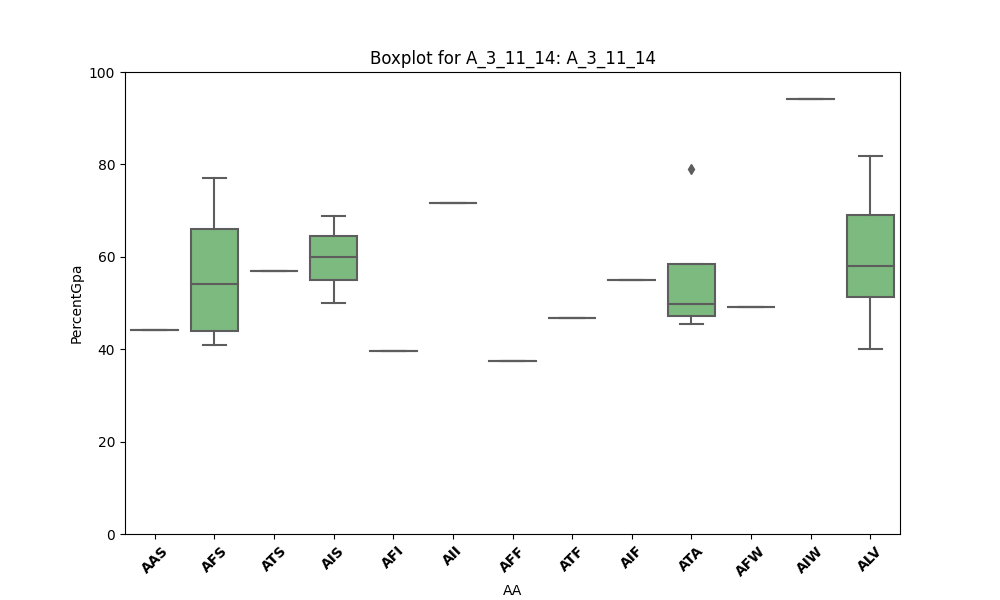 Boxplot for A_3_11_14: A_3_11_14
100
80
60
40
20
0
PercentGpa
AAS AFS ATS AIS AFI AII AFF ATF AIF ATA AFW AIW ALV
AA